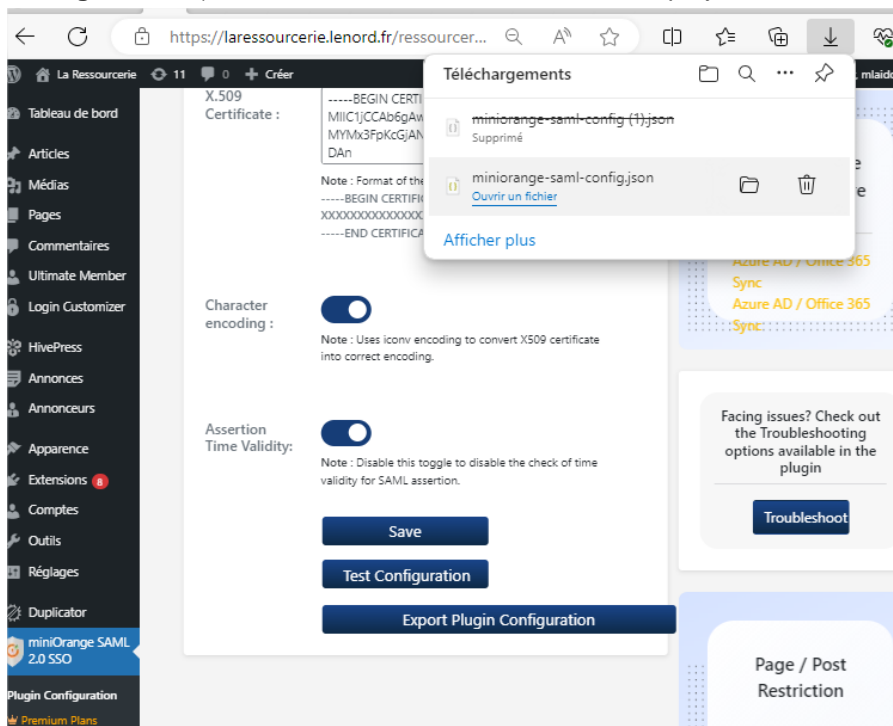 https://laressourcerie.lenord.fr/ressourcer...
La Ressourcerie 11 0 + Créer
mlaido
Téléchargements
miniorange-saml-config (1).json
Supprimé
miniorange-saml-config.json
Ouvrir un fichier
Afficher plus
Tableau de bord
Articles
Médias
Pages
Commentaires
Ultimate Member
Login Customizer
HivePress
Annonces
Annonceurs
Apparence
Extensions 8
Comptes
Outils
Réglages
Duplicator
miniOrange SAML
2.0 SSO
Plugin Configuration
Premium Plans
X.509
Certificate :
-----BEGIN CERTI
MIIC1jCCAb6gAw
MYMx3FpKcGjAN
DAn
Note : Format of the
-----BEGIN CERTIFI
XXXXXXXXXXXXXX
-----END CERTIFICA
Character
encoding :
Note : Uses iconv encoding to convert X509 certificate
into correct encoding.
Assertion
Time Validity:
Note : Disable this toggle to disable the check of time
validity for SAML assertion.
Save
Test Configuration
Export Plugin Configuration
Azure AD / Office 365
Sync
Azure AD / Office 365
Sync
Facing issues? Check out
the Troubleshooting
options available in the
plugin
Troubleshoot
Page / Post
Restriction